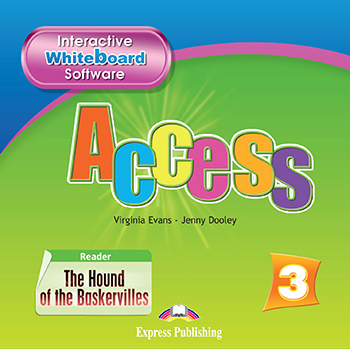 Interactive
Whiteboard
Software
Access
Virginia Evans - Jenny Dooley
Reader
The Hound
of the Baskervilles
3
Express Publishing